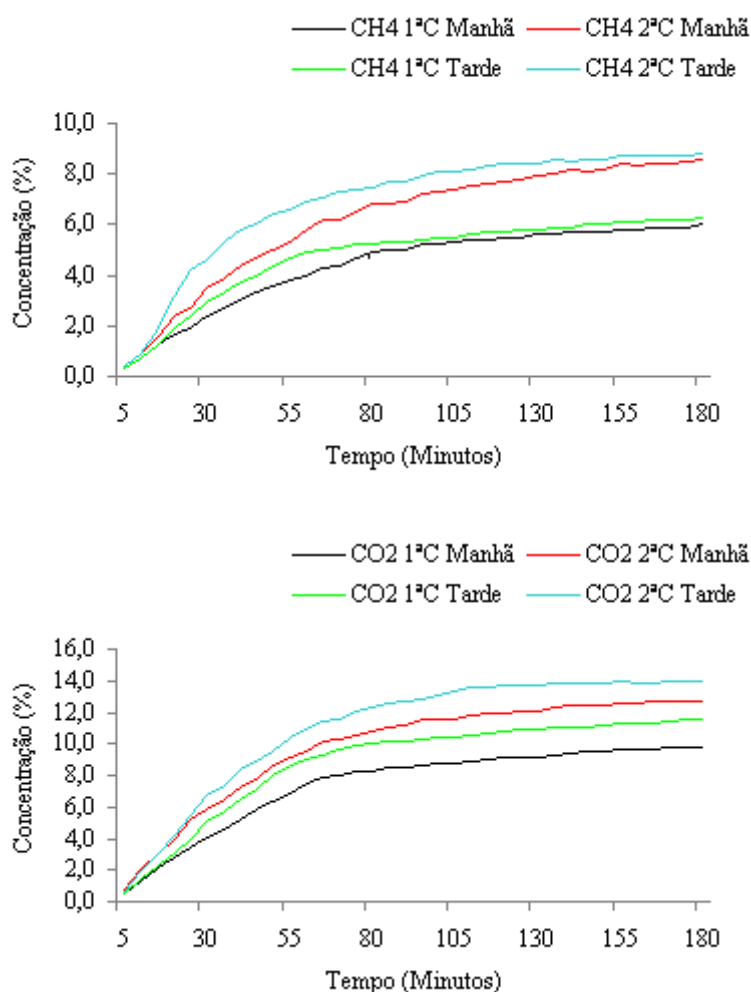 CH4 1ªC Manhã CH4 2ªC Manhã
CH4 1ªC Tarde CH4 2ªC Tarde
Concentração (%)
10,0
8,0
6,0
4,0
2,0
0,0
5 30 55 80 105 130 155 180
Tempo (Minutos)
CO2 1ªC Manhã CO2 2ªC Manhã
CO2 1ªC Tarde CO2 2ªC Tarde
Concentração (%)
16,0
14,0
12,0
10,0
8,0
6,0
4,0
2,0
0,0
5 30 55 80 105 130 155 180
Tempo (Minutos)